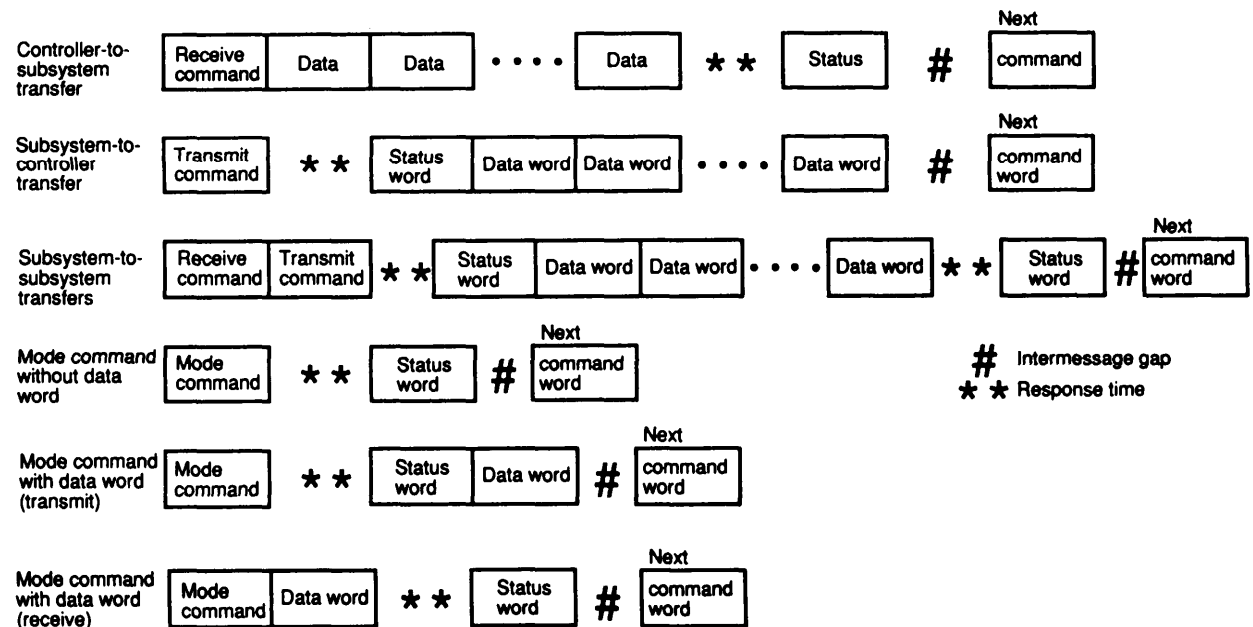 Controller-to-
subsystem
transfer
Receive
command
Data
Data
• • • •
Data
* *
Status
#
Next
command
Subsystem-to-
controller
transfer
Transmit
command
* *
Status
word
Data word
Data word
• • • •
Data word
#
Next
command
word
Subsystem-to-
subsystem
transfers
Receive
command
Transmit
command
* *
Status
word
Data word
Data word
• • • •
Data word
* *
Status
word
#
Next
command
word
Mode command
without data
word
Mode
command
* *
Status
word
#
Next
command
word
# Intermessage gap
* * Response time
Mode command
with data word
(transmit)
Mode
command
* *
Status
word
Data word
#
Next
command
word
Mode command
with data word
(receive)
Mode
command
Data word
* *
Status
word
#
Next
command
word